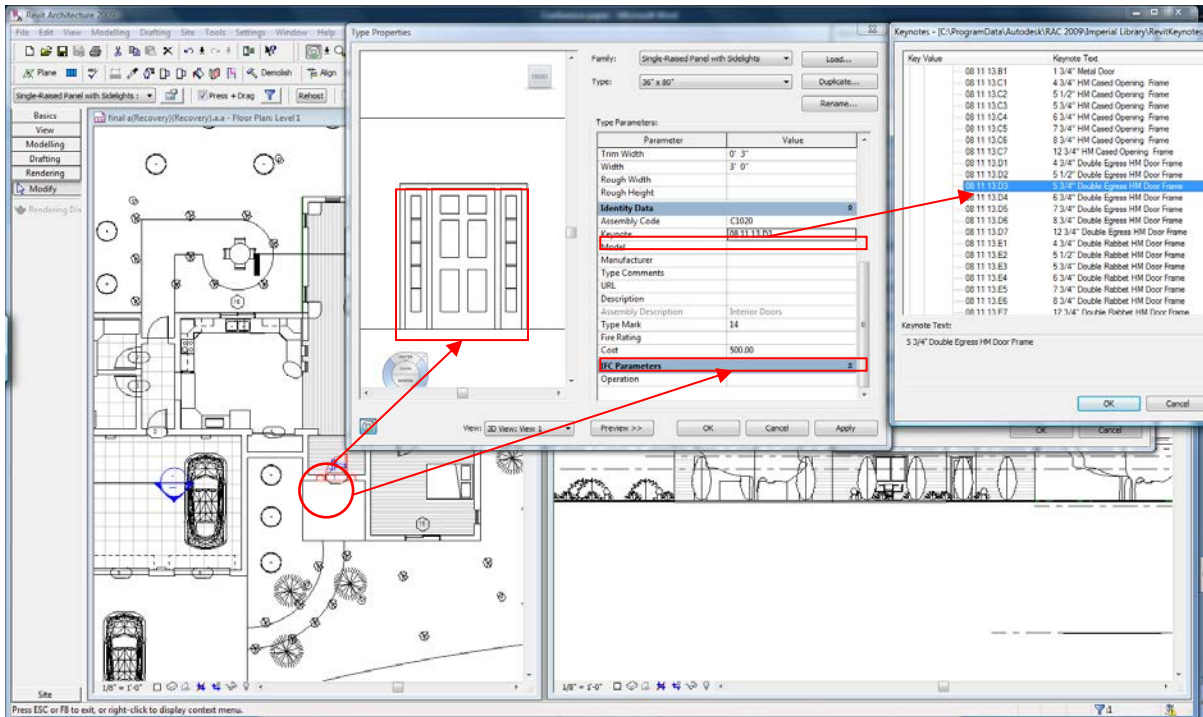 Revit Architecture 2009
Conference paper - Microsoft Word
File Edit View Modelling Drafting Site Tools Settings Window Help
Plane
Demolish
Align
Single-Raised Panel with Sidelights :
Press + Drag
Rehost
Basics
View
Modelling
Drafting
Rendering
Modify
Site
final a(Recovery)(Recovery).a.a - Floor Plan: Level 1
16
15
2
1/8" = 1'-0"
1/8" = 1'-0"
Press ESC or F8 to exit, or right-click to display context menu.
:1
Type Properties
FRONT
Family:
Single-Raised Panel with Sidelights
Load...
Type:
36" x 80"
Duplicate...
Rename...
Type Parameters:
Parameter Value
Trim Width 0' 3"
Width 3' 0"
Rough Width
Rough Height
Identity Data
Assembly Code C1020
Keynote 08 11 13.D3
Model
Manufacturer
Type Comments
URL
Description
Assembly Description Interior Doors
Type Mark 14
Fire Rating
Cost 500.00
IFC Parameters
Operation
View: 3D View: View 1
Preview >>
OK
Cancel
Apply
Keynotes - [C:\ProgramData\Autodesk\RAC 2009\Imperial Library\RevitKeynotes
Key Value Keynote Text
08 11 13.B1 1 3/4" Metal Door
08 11 13.C1 4 3/4" HM Cased Opening Frame
08 11 13.C2 5 1/2" HM Cased Opening Frame
08 11 13.C3 5 3/4" HM Cased Opening Frame
08 11 13.C4 6 3/4" HM Cased Opening Frame
08 11 13.C5 7 3/4" HM Cased Opening Frame
08 11 13.C6 8 3/4" HM Cased Opening Frame
08 11 13.C7 12 3/4" HM Cased Opening Frame
08 11 13.D1 4 3/4" Double Egress HM Door Frame
08 11 13.D2 5 1/2" Double Egress HM Door Frame
08 11 13.D3 5 3/4" Double Egress HM Door Frame
08 11 13.D4 6 3/4" Double Egress HM Door Frame
08 11 13.D5 7 3/4" Double Egress HM Door Frame
08 11 13.D6 8 3/4" Double Egress HM Door Frame
08 11 13.D7 12 3/4" Double Egress HM Door Frame
08 11 13.E1 4 3/4" Double Rabbet HM Door Frame
08 11 13.E2 5 1/2" Double Rabbet HM Door Frame
08 11 13.E3 5 3/4" Double Rabbet HM Door Frame
08 11 13.E4 6 3/4" Double Rabbet HM Door Frame
08 11 13.E5 7 3/4" Double Rabbet HM Door Frame
08 11 13.E6 8 3/4" Double Rabbet HM Door Frame
08 11 13.E7 12 3/4" Double Rabbet HM Door Frame
Keynote Text:
5 3/4" Double Egress HM Door Frame
OK
Cancel
OK
Cancel